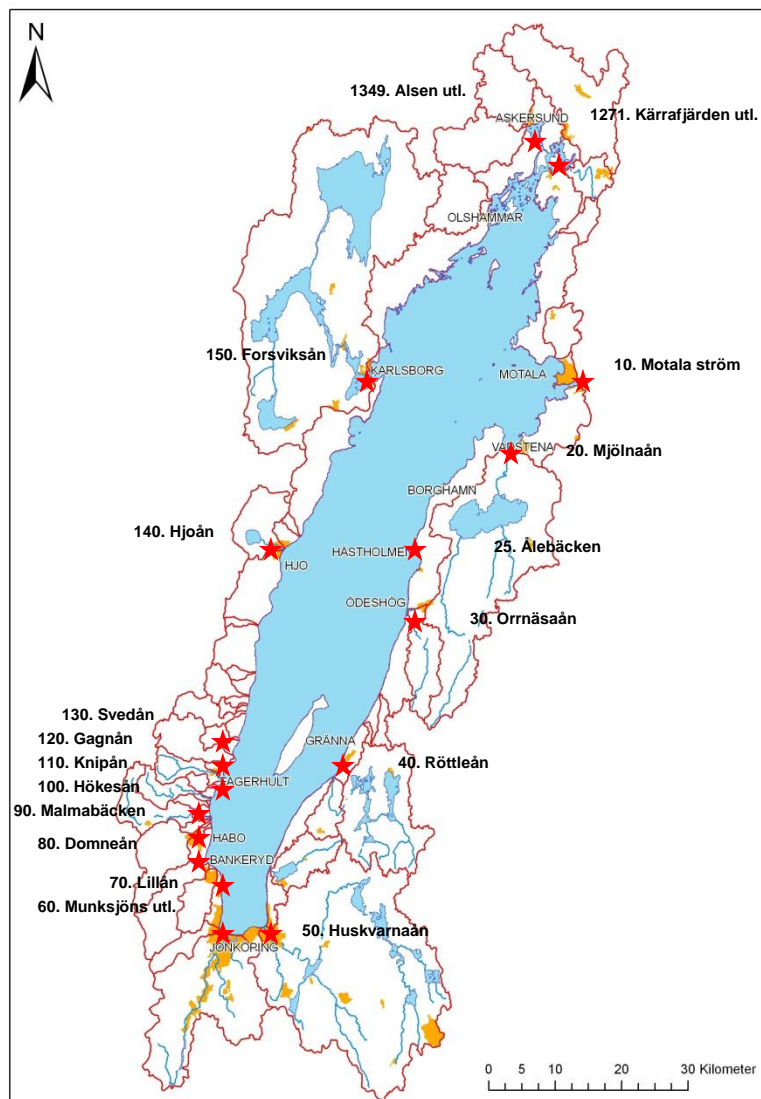 N
1349. Alsen utl.
ASKERSUND
1271. Kärrafjärden utl.
OLSHAMMAR
150. Forsviksån
KARLSBORG
MOTALA
10. Motala ström
VADSTENA
20. Mjölnaån
BORGHAMN
140. Hjoån
HÄSTHOLMEN
25. Ålebäcken
HJO
ÖDESHÖG
30. Orrnäsaån
130. Svedån
120. Gagnån
GRÄNNA
110. Knipån
40. Röttleån
FAGERHULT
100. Hökesån
90. Malmabäcken
HABO
80. Domneån
BANKERYD
70. Lillån
60. Munksjöns utl.
50. Huskvarnaån
JÖNKÖPING
0 5 10 20 30 Kilometer